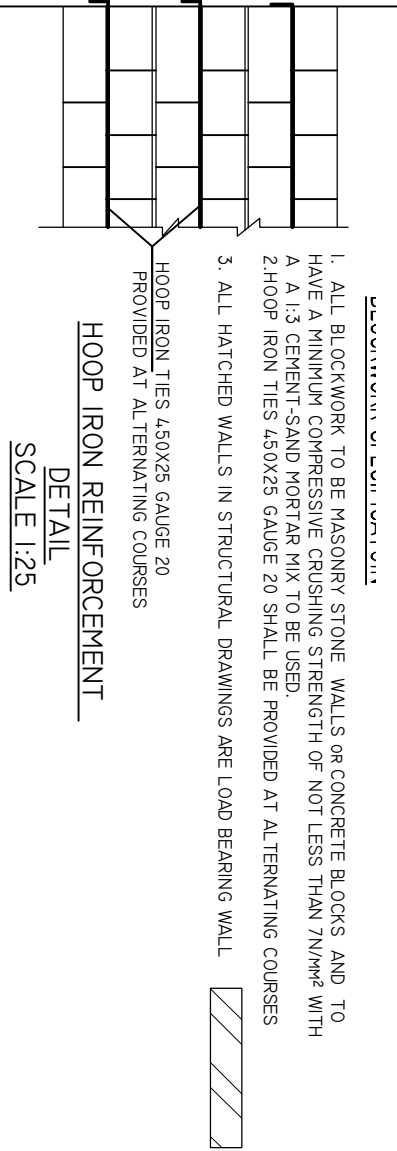 BLOCKWORK SPECIFICATION
1. ALL BLOCKWORK TO BE MASONRY STONE WALLS OR CONCRETE BLOCKS AND TO
HAVE A MINIMUM COMPRESSIVE CRUSHING STRENGTH OF NOT LESS THAN 7N/MM² WITH
A A 1:3 CEMENT-SAND MORTAR MIX TO BE USED.
2.HOOP IRON TIES 450X25 GAUGE 20 SHALL BE PROVIDED AT ALTERNATING COURSES
3. ALL HATCHED WALLS IN STRUCTURAL DRAWINGS ARE LOAD BEARING WALL
HOOP IRON TIES 450X25 GAUGE 20
PROVIDED AT ALTERNATING COURSES
HOOP IRON REINFORCEMENT
DETAIL
SCALE 1:25